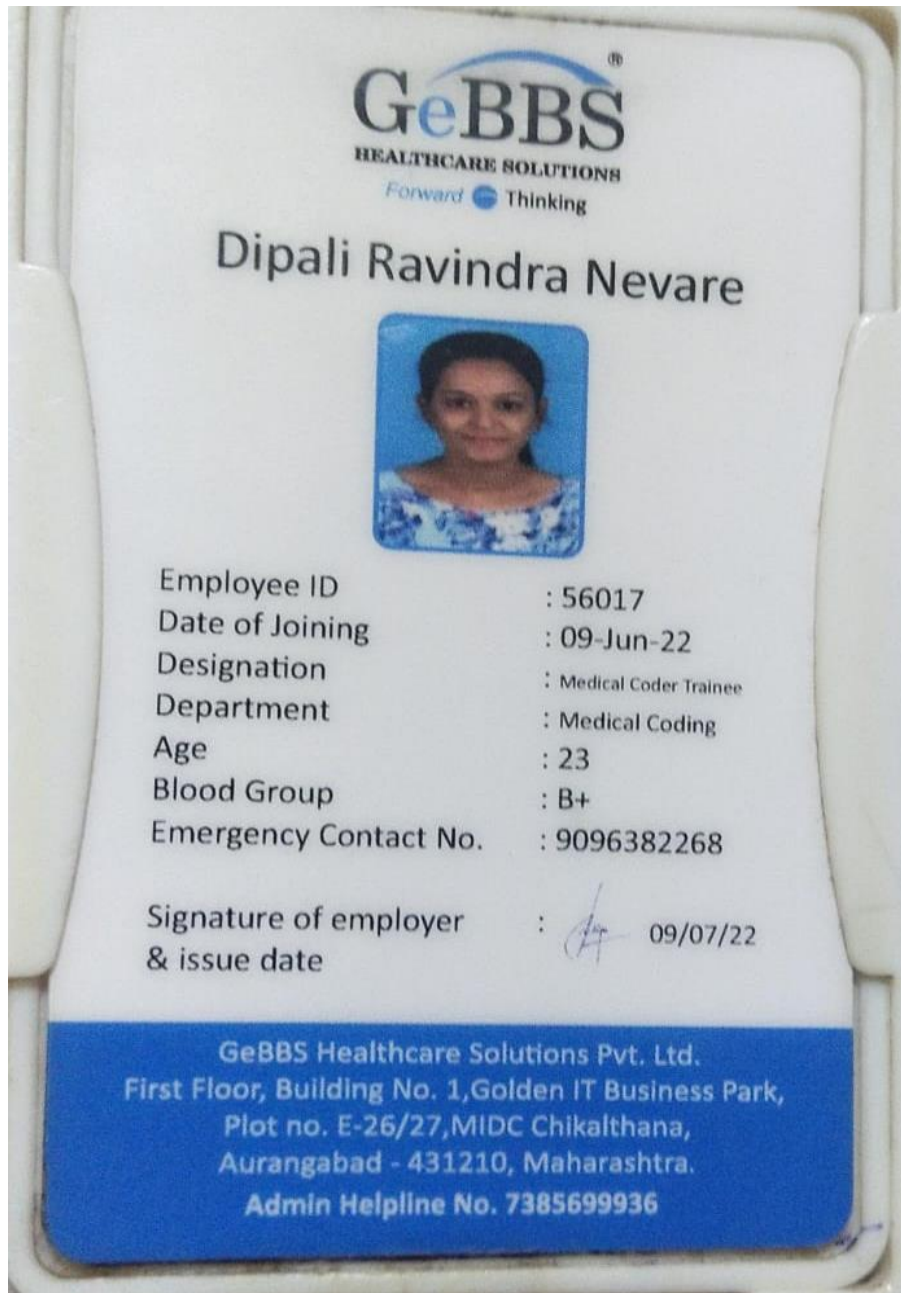 GeBBS®
HEALTHCARE SOLUTIONS
Forward Thinking
Dipali Ravindra Nevare
Employee ID : 56017
Date of Joining : 09-Jun-22
Designation : Medical Coder Trainee
Department : Medical Coding
Age : 23
Blood Group : B+
Emergency Contact No. : 9096382268
Signature of employer : 09/07/22
& issue date
GeBBS Healthcare Solutions Pvt. Ltd.
First Floor, Building No. 1,Golden IT Business Park,
Plot no. E-26/27,MIDC Chikalthana,
Aurangabad - 431210, Maharashtra.
Admin Helpline No. 7385699936